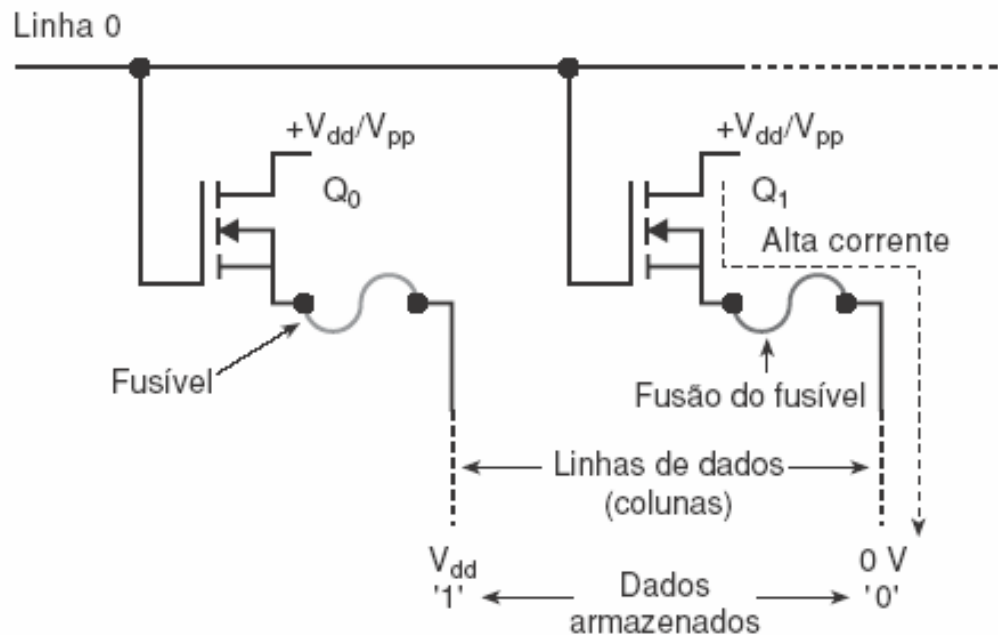 Linha 0
+Vdd/Vpp
+Vdd/Vpp
Q0
Q1
Alta corrente
Fusível
Fusão do fusível
Linhas de dados
(colunas)
Vdd
0 V
'1'
Dados
'0'
armazenados